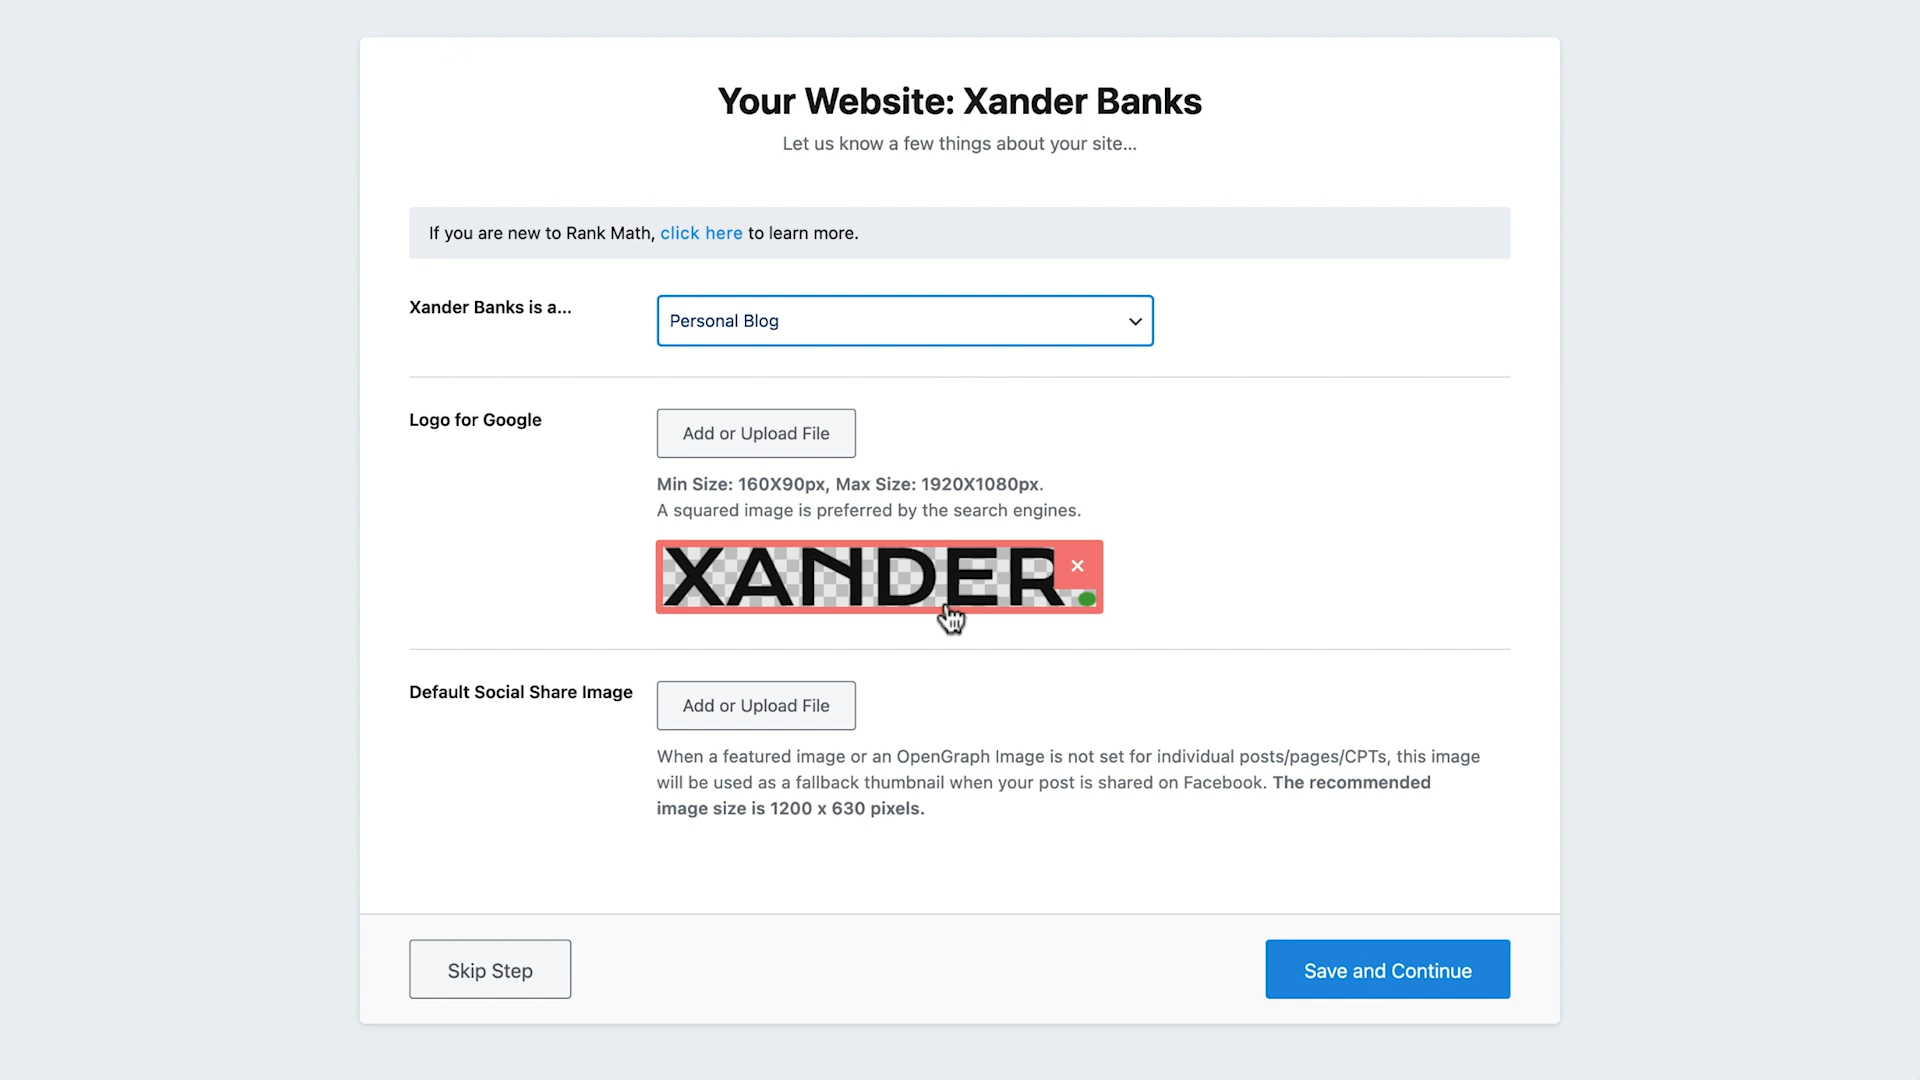 Your Website: Xander Banks
Let us know a few things about your site...
If you are new to Rank Math, click here to learn more.
Xander Banks is a...
Personal Blog
Logo for Google
Add or Upload File
Min Size: 160X90px, Max Size: 1920X1080px.
A squared image is preferred by the search engines.
XANDER
Default Social Share Image
Add or Upload File
When a featured image or an OpenGraph Image is not set for individual posts/pages/CPTs, this image
will be used as a fallback thumbnail when your post is shared on Facebook. The recommended
image size is 1200 x 630 pixels.
Skip Step
Save and Continue